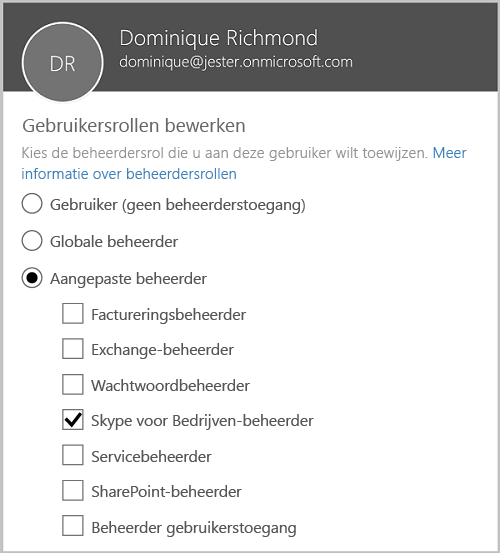 DR
Dominique Richmond
dominique@jester.onmicrosoft.com
Gebruikersrollen bewerken
Kies de beheerdersrol die u aan deze gebruiker wilt toewijzen. Meer
informatie over beheerdersrollen
Gebruiker (geen beheerderstoegang)
Globale beheerder
Aangepaste beheerder
Factureringsbeheerder
Exchange-beheerder
Wachtwoordbeheerder
Skype voor Bedrijven-beheerder
Servicebeheerder
SharePoint-beheerder
Beheerder gebruikerstoegang